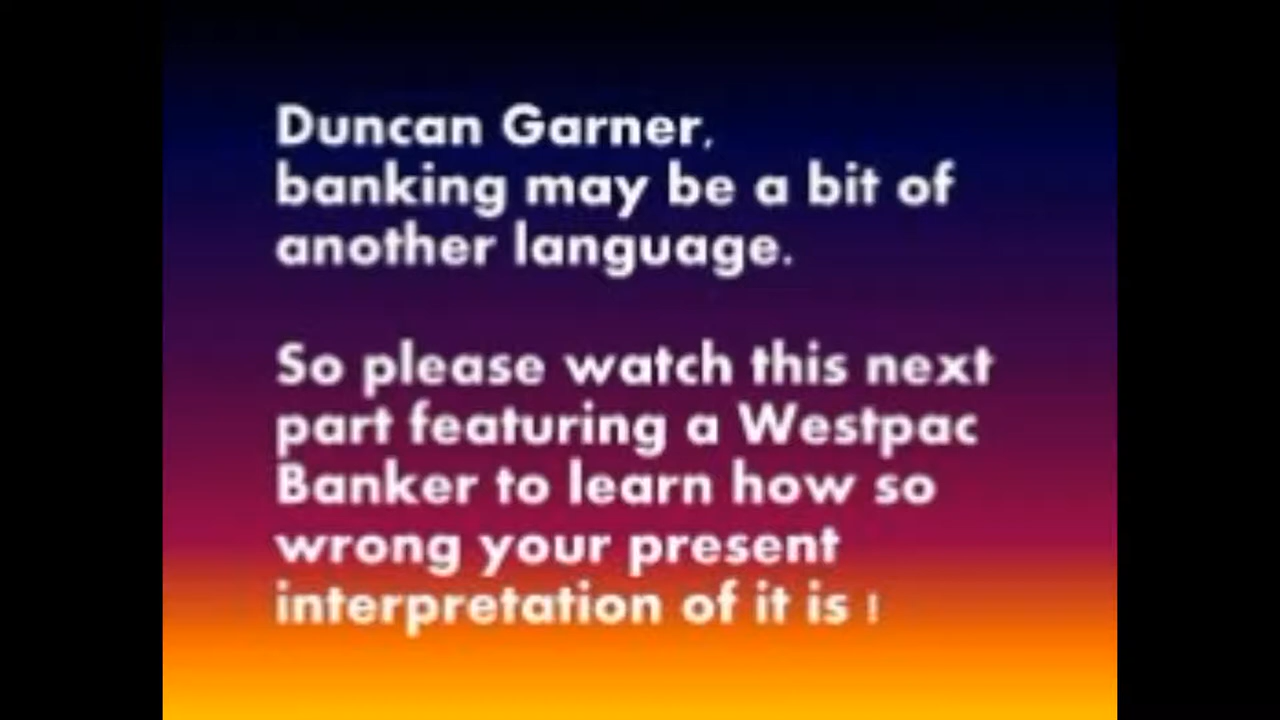 Duncan Garner,
banking may be a bit of
another language.
So please watch this next
part featuring a Westpac
Banker to learn how so
wrong your present
interpretation of it is !